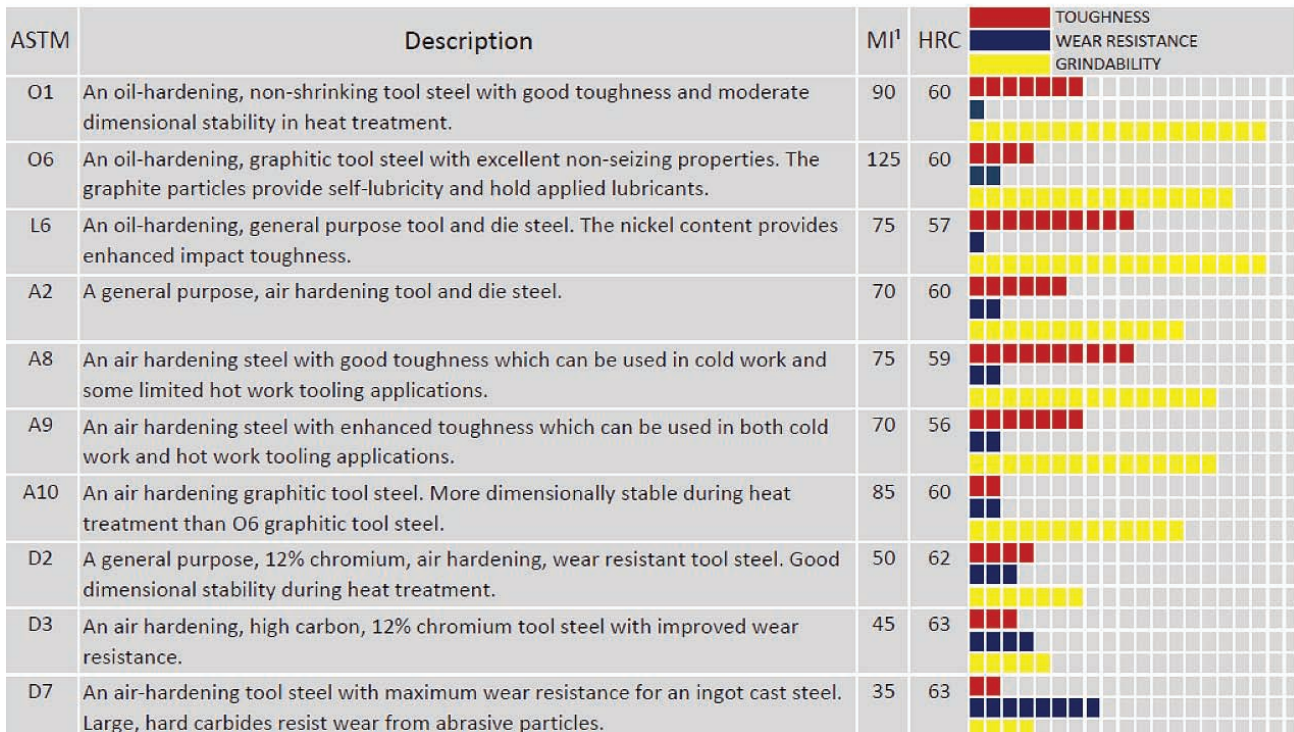 ASTM Description MI¹ HRC TOUGHNESS
WEAR RESISTANCE
GRINDABILITY
O1 An oil-hardening, non-shrinking tool steel with good toughness and moderate 90 60
dimensional stability in heat treatment.
O6 An oil-hardening, graphitic tool steel with excellent non-seizing properties. The 125 60
graphite particles provide self-lubricity and hold applied lubricants.
L6 An oil-hardening, general purpose tool and die steel. The nickel content provides 75 57
enhanced impact toughness.
A2 A general purpose, air hardening tool and die steel. 70 60
A8 An air hardening steel with good toughness which can be used in cold work and 75 59
some limited hot work tooling applications.
A9 An air hardening steel with enhanced toughness which can be used in both cold 70 56
work and hot work tooling applications.
A10 An air hardening graphitic tool steel. More dimensionally stable during heat 85 60
treatment than O6 graphitic tool steel.
D2 A general purpose, 12% chromium, air hardening, wear resistant tool steel. Good 50 62
dimensional stability during heat treatment.
D3 An air hardening, high carbon, 12% chromium tool steel with improved wear 45 63
resistance.
D7 An air-hardening tool steel with maximum wear resistance for an ingot cast steel. 35 63
Large, hard carbides resist wear from abrasive particles.